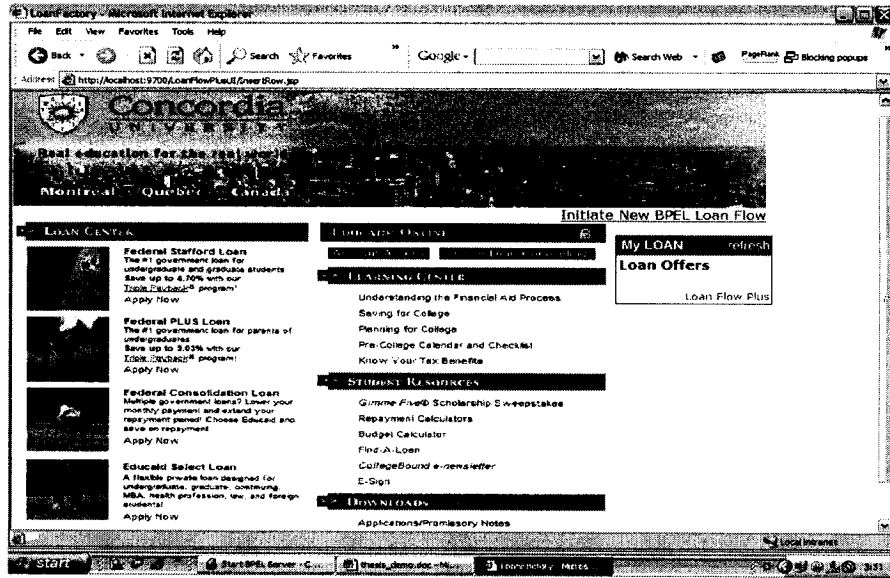 LoanFactory - Microsoft Internet Explorer
File Edit View Favorites Tools Help
Back Search Favorites » Google - Search Web PageRank Blocking popups
Address http://localhost:9700/LoanFlowPlusUI/InsertRow.jsp
Concordia
UNIVERSITY
Real education for the real world
Montreal Quebec Canada
Initiate New BPEL Loan Flow
LOAN CENTER
Federal Stafford Loan
The #1 government loan for
undergraduate and graduate students
Save up to 4.70% with our
Triple Payback® program!
Apply Now
Federal PLUS Loan
The #1 government loan for parents of
undergraduates
Save up to 3.03% with our
Triple Payback® program!
Apply Now
Federal Consolidation Loan
Multiple government loans? Lower your
monthly payment and extend your
repayment period! Choose Educaid and
save on repayment
Apply Now
Educaid Select Loan
A flexible private loan designed for
undergraduate, graduate, continuing,
MBA, health profession, law, and foreign
students!
Apply Now
EDUCAID ONLINE
LEARNING CENTER
Understanding the Financial Aid Process
Saving for College
Planning for College
Pre-College Calendar and Checklist
Know Your Tax Benefits
STUDENT RESOURCES
Gimme Five® Scholarship Sweepstakes
Repayment Calculators
Budget Calculator
Find-A-Loan
CollegeBound e-newsletter
E-Sign
DOWNLOADS
Applications/Promissory Notes
My LOAN refresh
Loan Offers
Loan Flow Plus
Local intranet
start Start BPEL Server - C... thesis_demo.doc - Mi... LoanFactory - Micros... 3:51